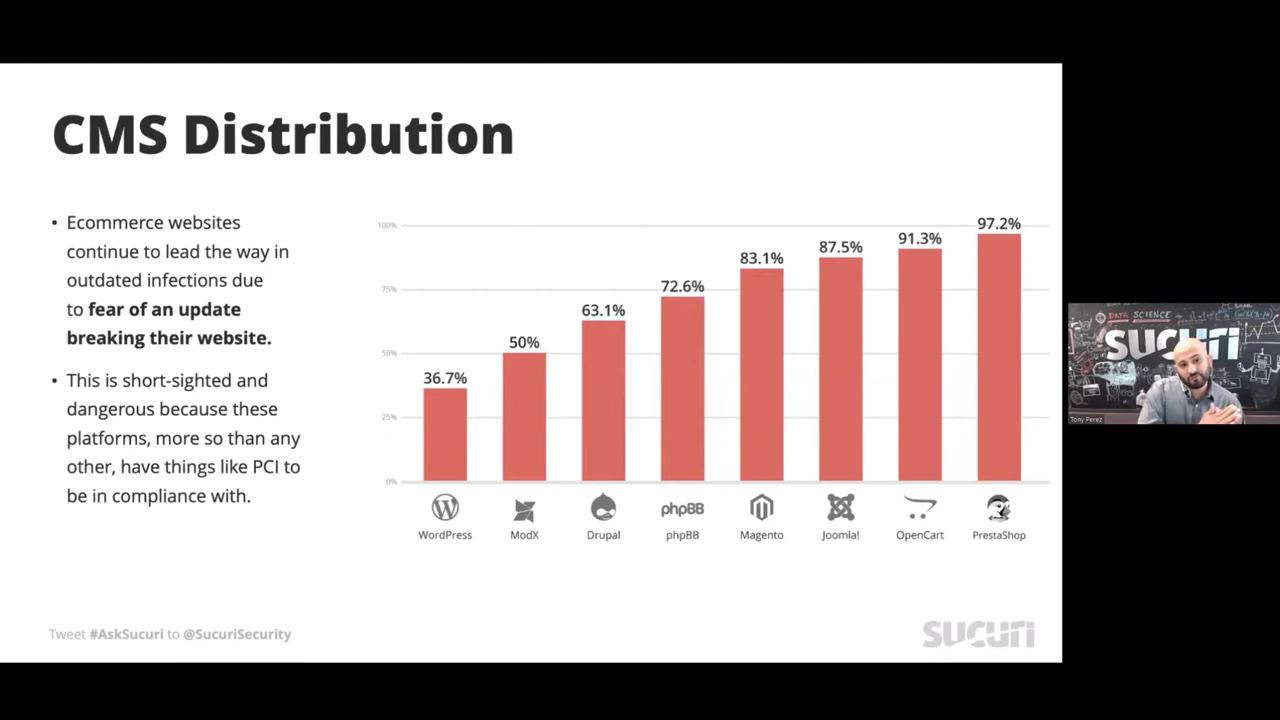 CMS Distribution
• Ecommerce websites
continue to lead the way in
outdated infections due
to fear of an update
breaking their website.
• This is short-sighted and
dangerous because these
platforms, more so than any
other, have things like PCI to
be in compliance with.
100%
75%
50%
25%
0%
36.7%
50%
63.1%
72.6%
83.1%
87.5%
91.3%
97.2%
phpBB
WordPress
ModX
Drupal
phpBB
Magento
Joomla!
OpenCart
PrestaShop
Tweet #AskSucuri to @SucuriSecurity
SUCURI
DATA SCIENCE
SUCURI
Tony Perez